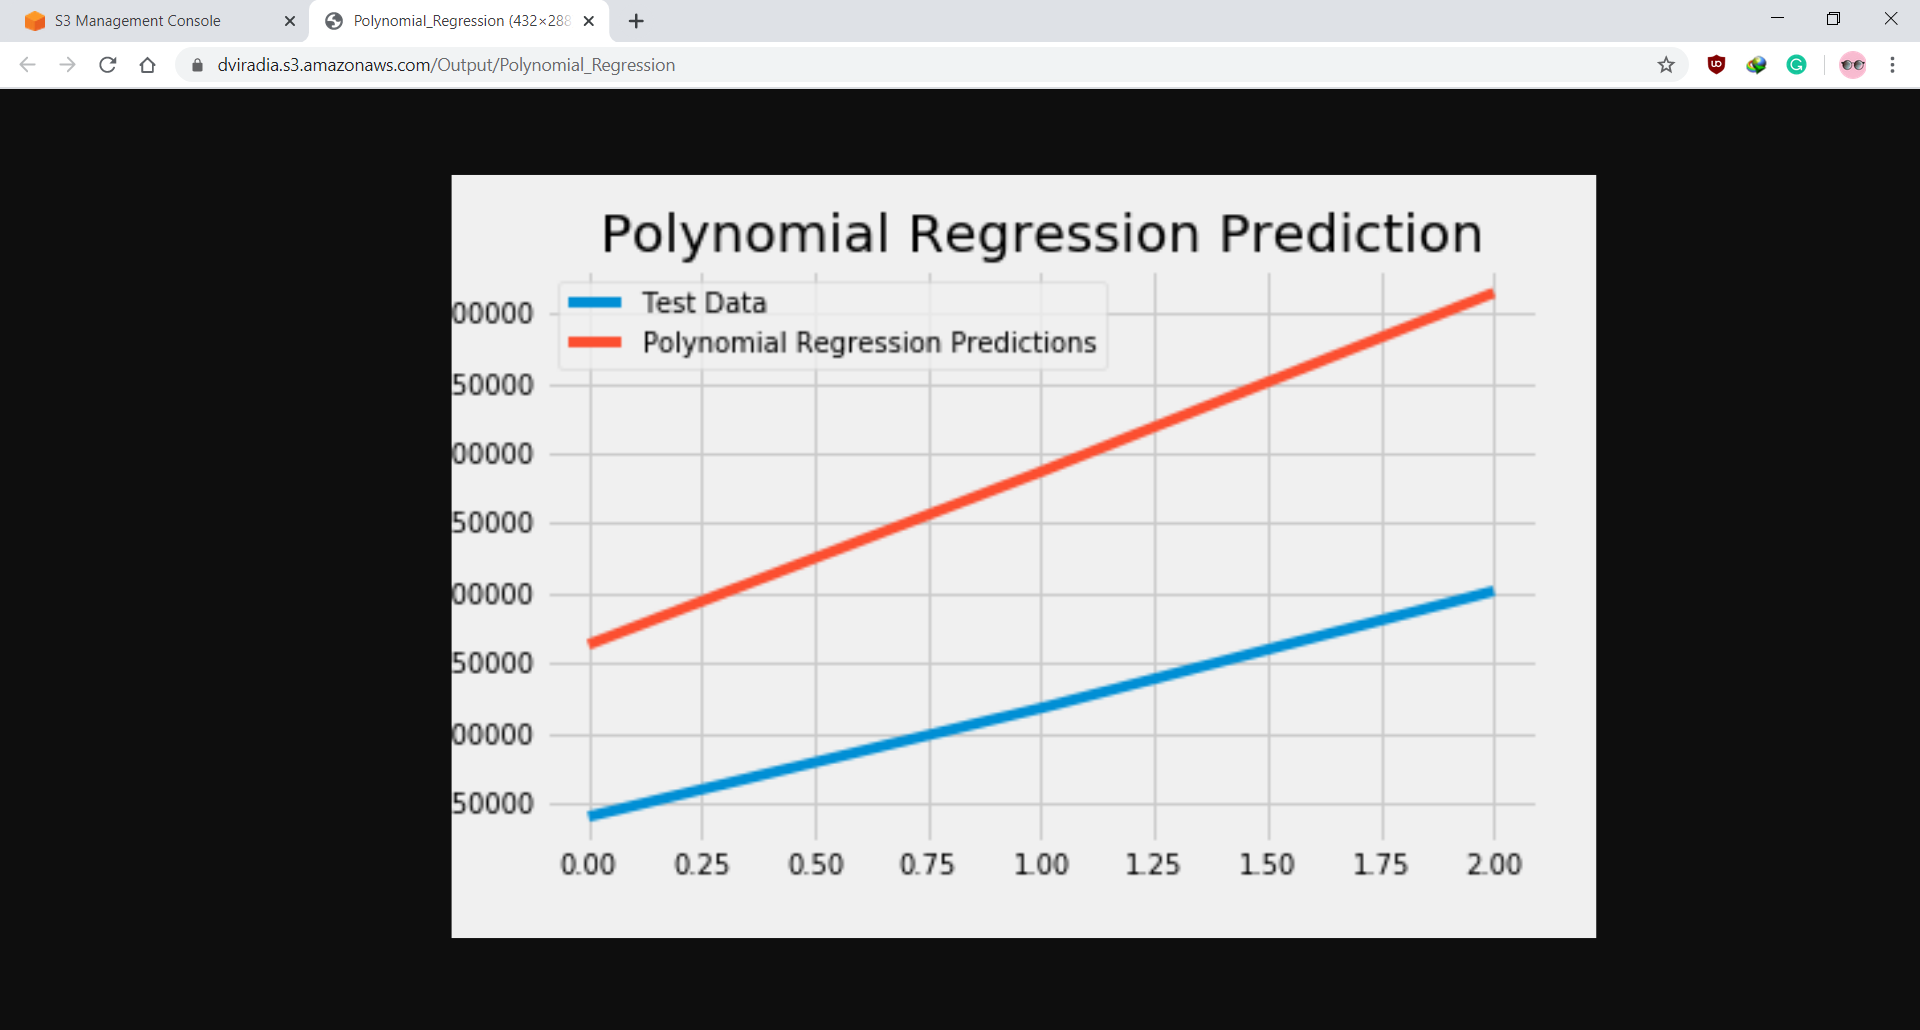 S3 Management Console
Polynomial_Regression (432×288
dviradia.s3.amazonaws.com/Output/Polynomial_Regression
Polynomial Regression Prediction
Test Data
Polynomial Regression Predictions
00000
50000
00000
50000
00000
50000
00000
50000
0.00 0.25 0.50 0.75 1.00 1.25 1.50 1.75 2.00